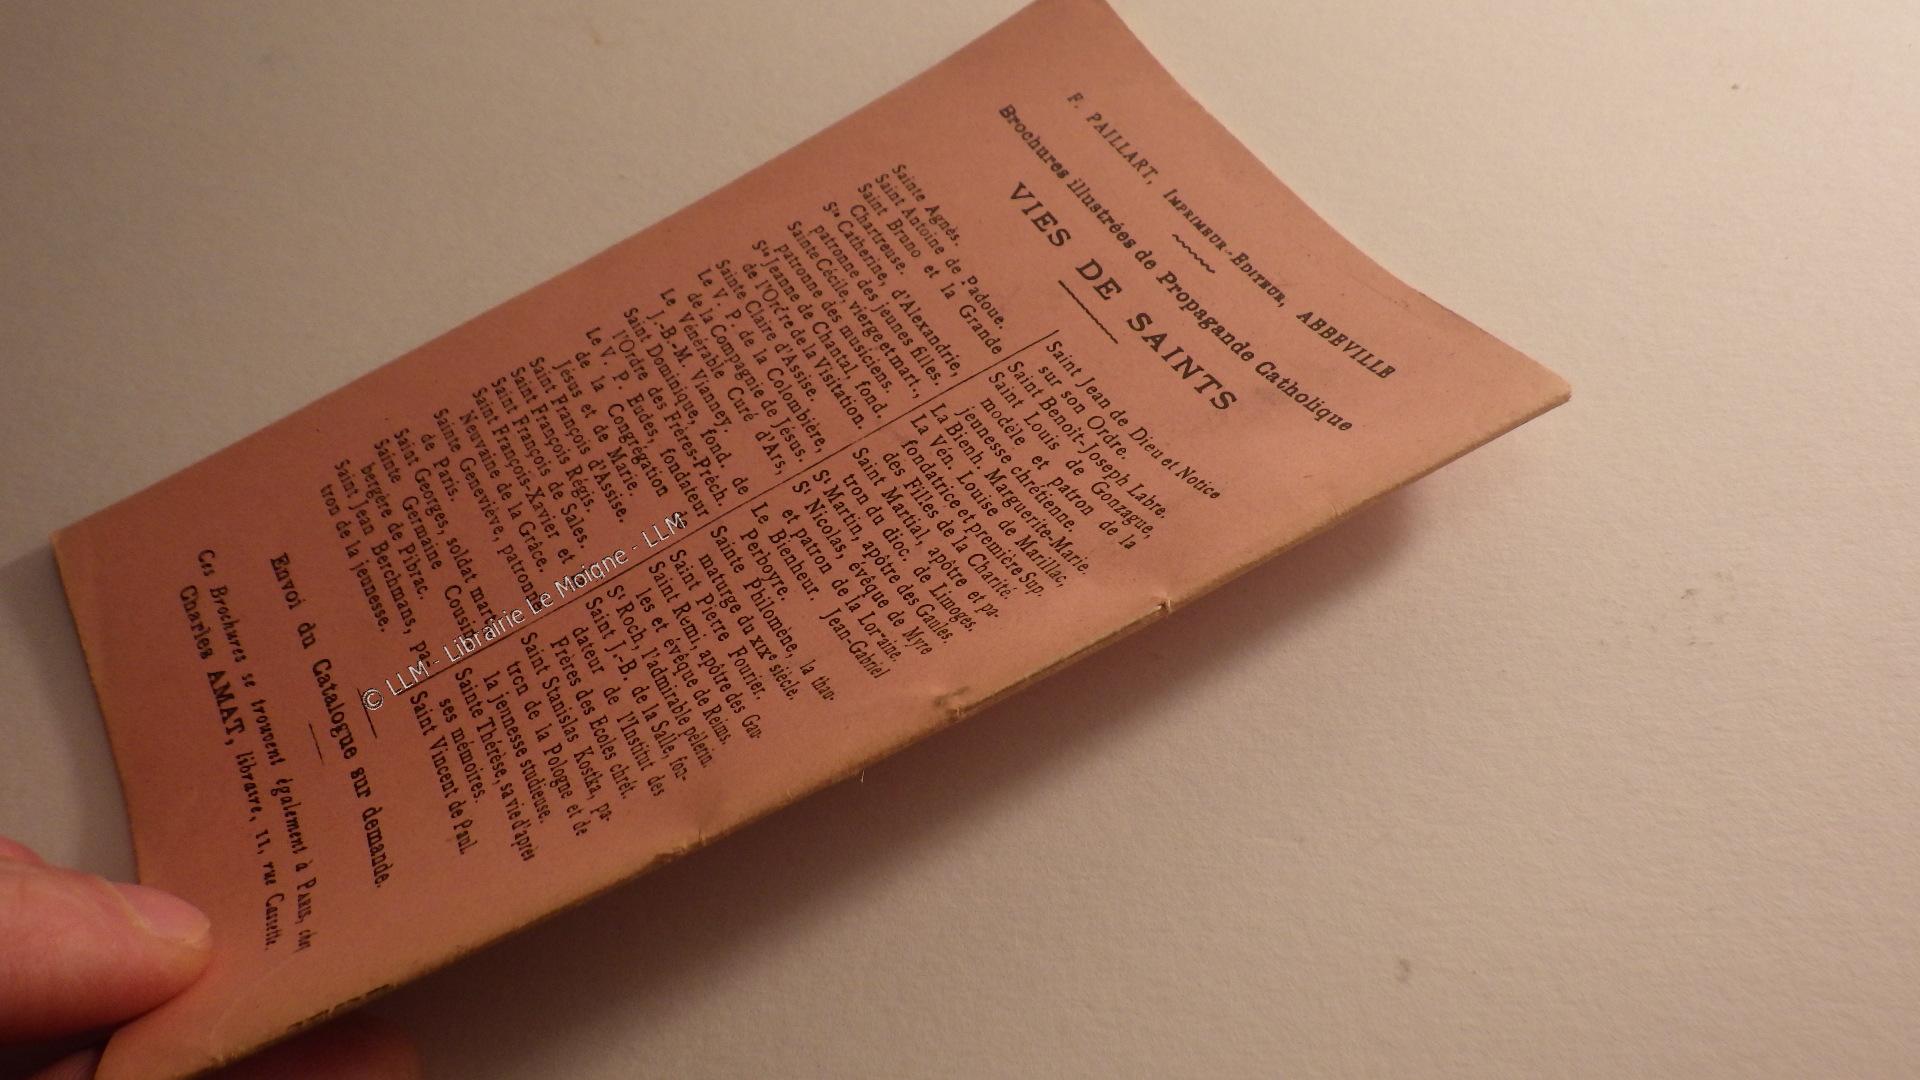 F. PAILLART, IMPRIMEUR-ÉDITEUR, ABBEVILLE
Brochures illustrées de Propagande Catholique
VIES DE SAINTS
Sainte Agnès.
Saint Antoine de Padoue.
Saint Bruno et la Grande
Chartreuse.
Ste Catherine, d'Alexandrie,
patronne des jeunes filles.
Sainte Cécile, vierge et mart.,
patronne des musiciens.
Ste Jeanne de Chantal, fond.
de l'Ordre de la Visitation.
Sainte Claire d'Assise.
Le V. P. de la Colombière,
de la Compagnie de Jésus.
Le Vénérable Curé d'Ars,
J.-B.-M. Vianney.
Saint Dominique, fond. de
l'Ordre des Frères-Prêch.
Le V. P. Eudes, fondateur
de la Congrégation de
Jésus et de Marie.
Saint François d'Assise.
Saint François Régis.
Saint François de Sales.
Saint François-Xavier et
Neuvaine de la Grâce.
Sainte Geneviève, patronne
de Paris.
Saint Georges, soldat mart.
Sainte Germaine Cousin,
bergère de Pibrac.
Saint Jean Berchmans, pa-
tron de la jeunesse.
Saint Jean de Dieu et Notice
sur son Ordre.
Saint Benoît-Joseph Labre.
Saint Louis de Gonzague,
modèle et patron de la
jeunesse chrétienne.
La Bienh. Marguerite-Marie.
La Vén. Louise de Marillac,
fondatrice et première Sup.
des Filles de la Charité.
Saint Martial, apôtre et pa-
tron du dioc. de Limoges.
St Martin, apôtre des Gaules.
St Nicolas, évêque de Myre
et patron de la Lorraine.
Le Bienheur. Jean-Gabriel
Perboyre.
Sainte Philomène, la thau-
maturge du XIXe siècle.
Saint Pierre Fourier.
Saint Remi, apôtre des Gau-
les et évêque de Reims.
St Roch, l'admirable pèlerin.
Saint J.-B. de la Salle, fon-
dateur de l'Institut des
Frères des Ecoles chrét.
Saint Stanislas Kostka, pa-
tron de la Pologne et de
la jeunesse studieuse.
Sainte Thérèse, sa vie d'après
ses mémoires.
Saint Vincent de Paul.
Envoi du Catalogue sur demande.
Ces Brochures se trouvent également à PARIS, chez
Charles AMAT, libraire, 11, rue Cassette.
© LLM - Librairie Le Moigne - LLM